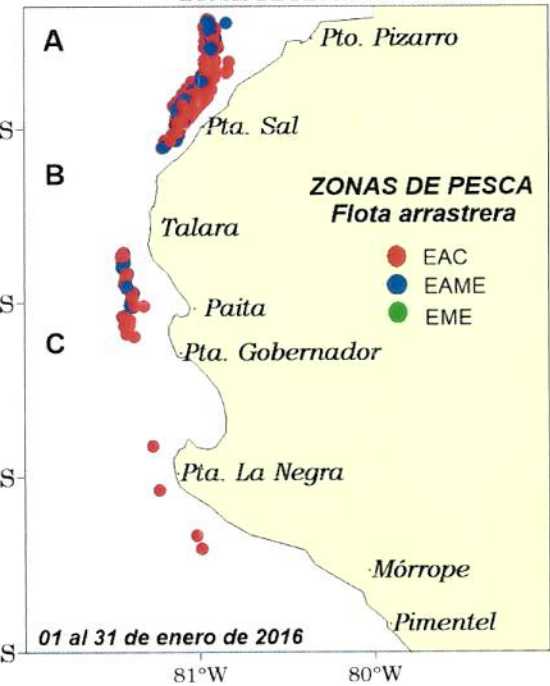 A
Pto. Pizarro
S
Pta. Sal
B
ZONAS DE PESCA
Flota arrastrera
Talara
EAC
EAME
EME
S
Paita
C
Pta. Gobernador
S
Pta. La Negra
Mórrope
Pimentel
01 al 31 de enero de 2016
S
81°W
80°W